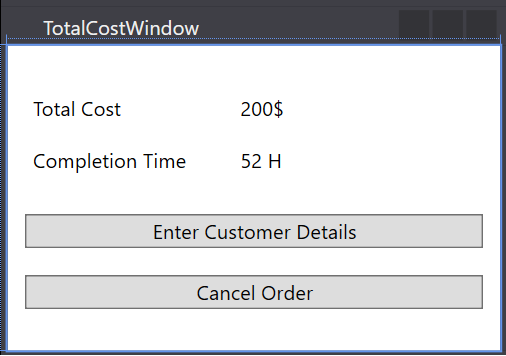 TotalCostWindow
Total Cost 200$
Completion Time 52 H
Enter Customer Details
Cancel Order